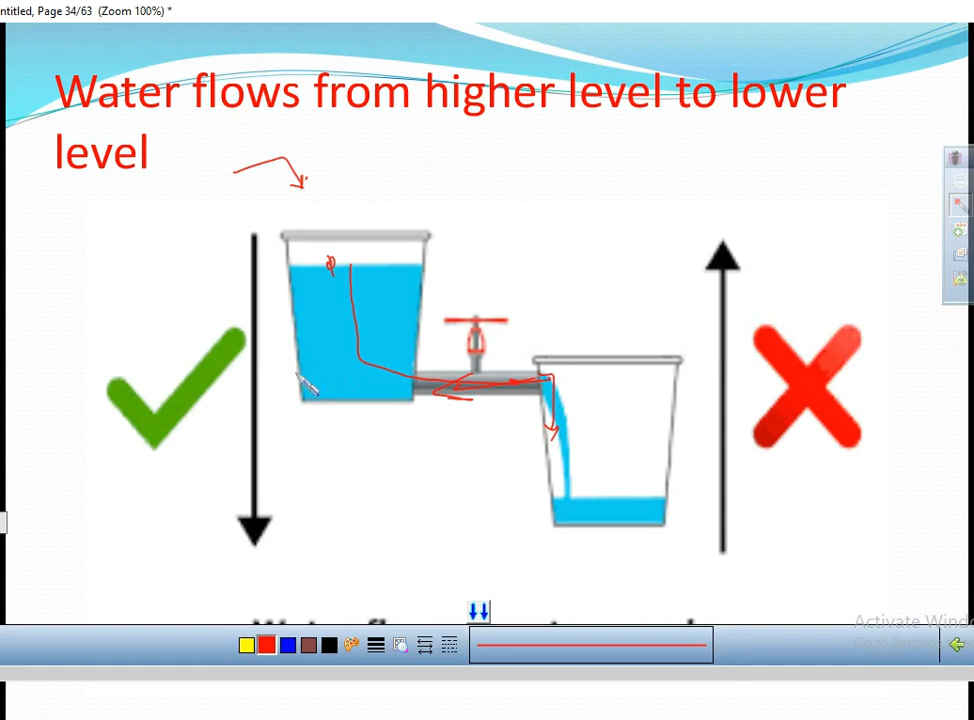 ntitled, Page 34/63 (Zoom 100%) *
Water flows from higher level to lower
level
Activate Wind